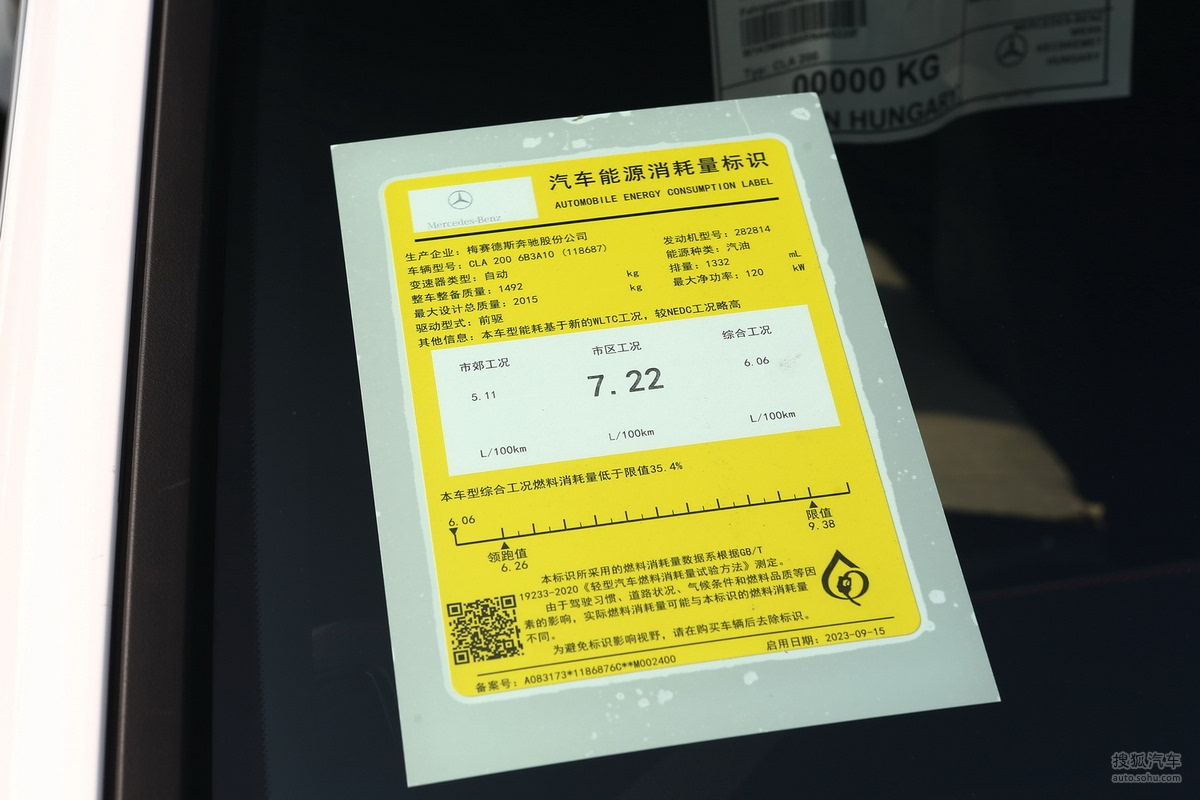 00000 KG
IN HUNGARY
MERCEDES-BENZ
HUNGARY
Mercedes-Benz
汽车能源消耗量标识
AUTOMOBILE ENERGY CONSUMPTION LABEL
生产企业：梅赛德斯奔驰股份公司
车辆型号：CLA 200 6B3A10 (118687)
变速器类型：自动
整车整备质量：1492 kg
最大设计总质量：2015 kg
驱动型式：前驱
其他信息：本车型能耗基于新的WLTC工况，较NEDC工况略高
发动机型号：282814
能源种类：汽油
排量：1332 mL
最大净功率：120 kW
市郊工况 市区工况 综合工况
5.11 7.22 6.06
L/100km L/100km L/100km
本车型综合工况燃料消耗量低于限值35.4%
6.06
领跑值
6.26
限值
9.38
本标识所采用的燃料消耗量数据系根据GB/T
19233-2020《轻型汽车燃料消耗量试验方法》测定。
由于驾驶习惯、道路状况、气候条件和燃料品质等因
素的影响，实际燃料消耗量可能与本标识的燃料消耗量
不同。
为避免标识影响视野，请在购买车辆后去除标识。
备案号：A083173*1186876C**M002400
启用日期：2023-09-15
搜狐汽车
auto.sohu.com